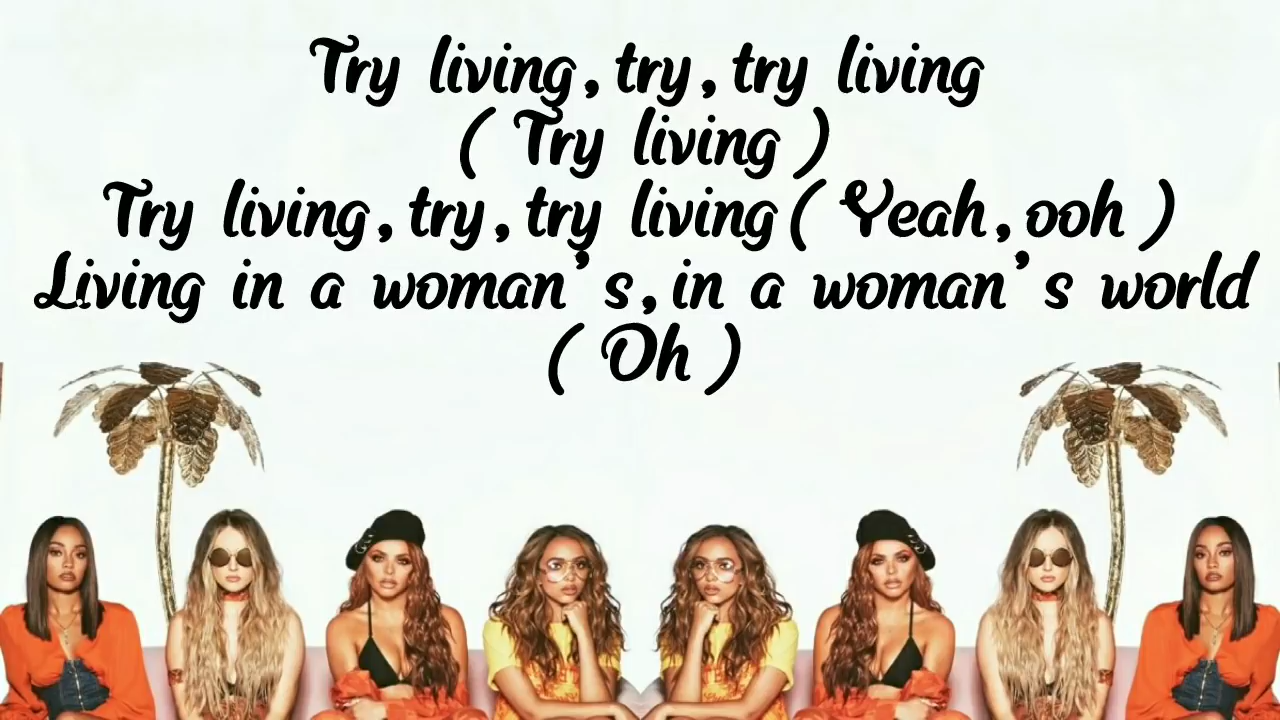 Try living, try, try living
( Try living )
Try living, try, try living ( Yeah, ooh )
Living in a woman's, in a woman's world
( Oh )